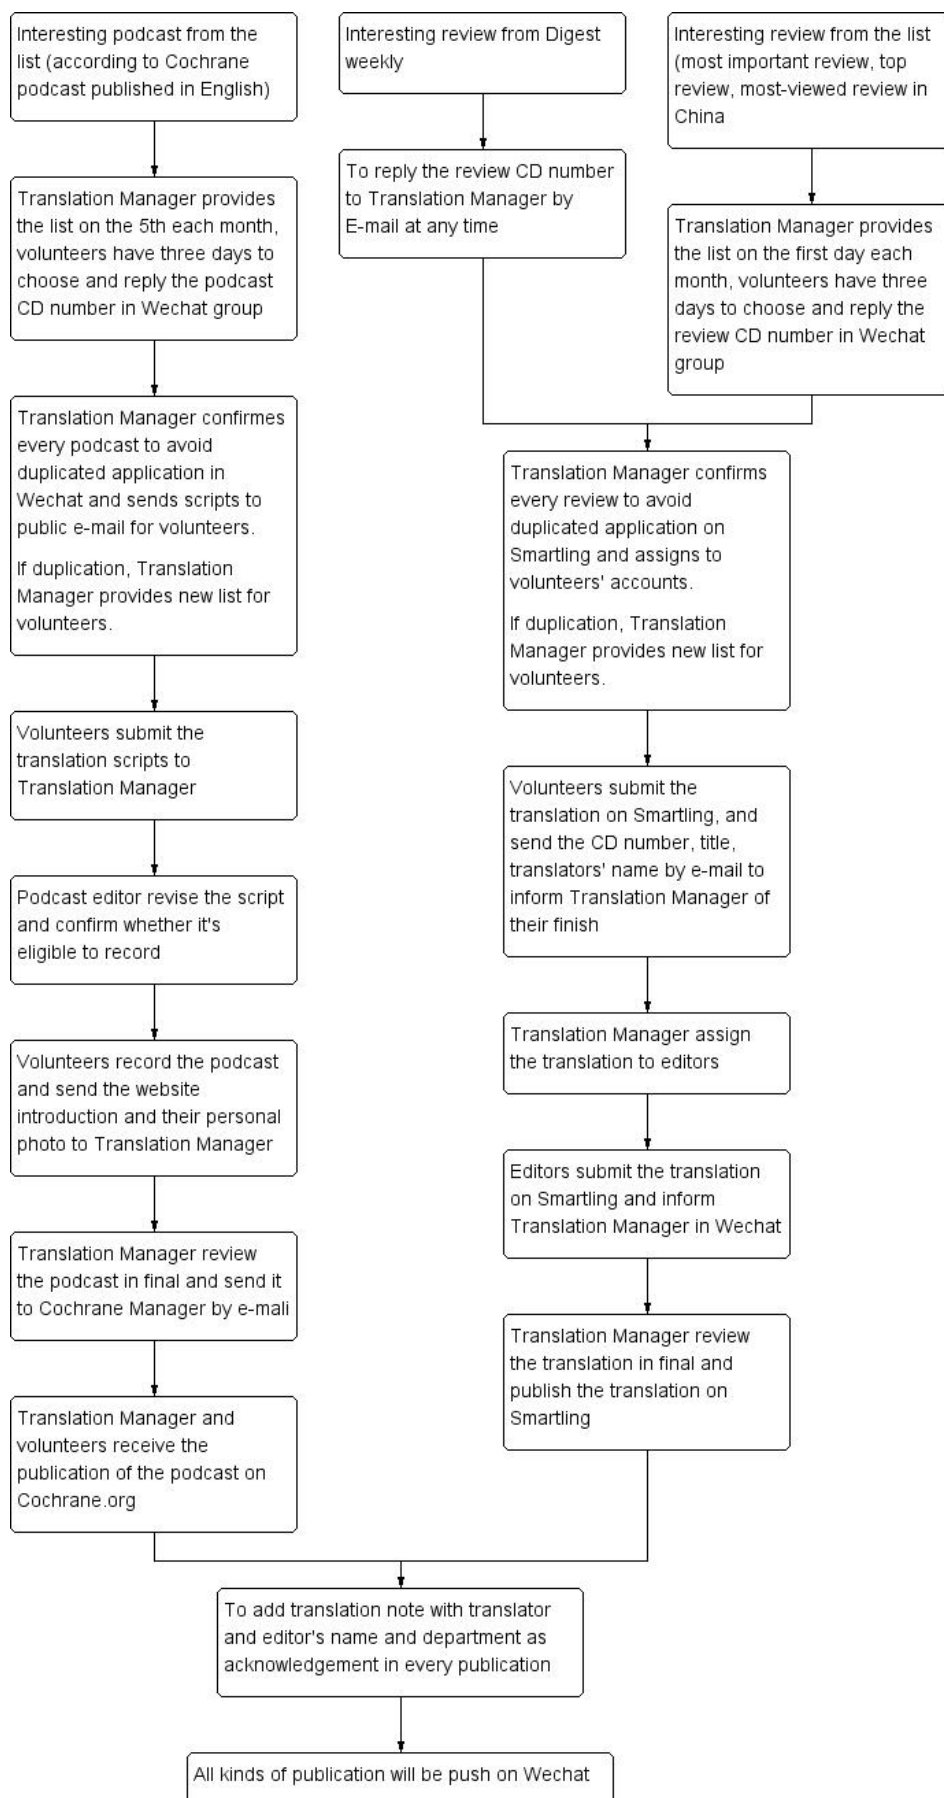 Interesting podcast from the
list (according to Cochrane
podcast published in English)
Translation Manager provides
the list on the 5th each month,
volunteers have three days to
choose and reply the podcast
CD number in Wechat group
Translation Manager confirmes
every podcast to avoid
duplicated application in
Wechat and sends scripts to
public e-mail for volunteers.
If duplication, Translation
Manager provides new list for
volunteers.
Volunteers submit the
translation scripts to
Translation Manager
Podcast editor revise the script
and confirm whether it's
eligible to record
Volunteers record the podcast
and send the website
introduction and their personal
photo to Translation Manager
Translation Manager review
the podcast in final and send it
to Cochrane Manager by e-mali
Translation Manager and
volunteers receive the
publication of the podcast on
Cochrane.org
Interesting review from Digest
weekly
To reply the review CD number
to Translation Manager by
E-mail at any time
Interesting review from the list
(most important review, top
review, most-viewed review in
China
Translation Manager provides
the list on the first day each
month, volunteers have three
days to choose and reply the
review CD number in Wechat
group
Translation Manager confirms
every review to avoid
duplicated application on
Smartling and assigns to
volunteers' accounts.
If duplication, Translation
Manager provides new list for
volunteers.
Volunteers submit the
translation on Smartling, and
send the CD number, title,
translators' name by e-mail to
inform Translation Manager of
their finish
Translation Manager assign
the translation to editors
Editors submit the translation
on Smartling and inform
Translation Manager in Wechat
Translation Manager review
the translation in final and
publish the translation on
Smartling
To add translation note with translator
and editor's name and department as
acknowledgement in every publication
All kinds of publication will be push on Wechat